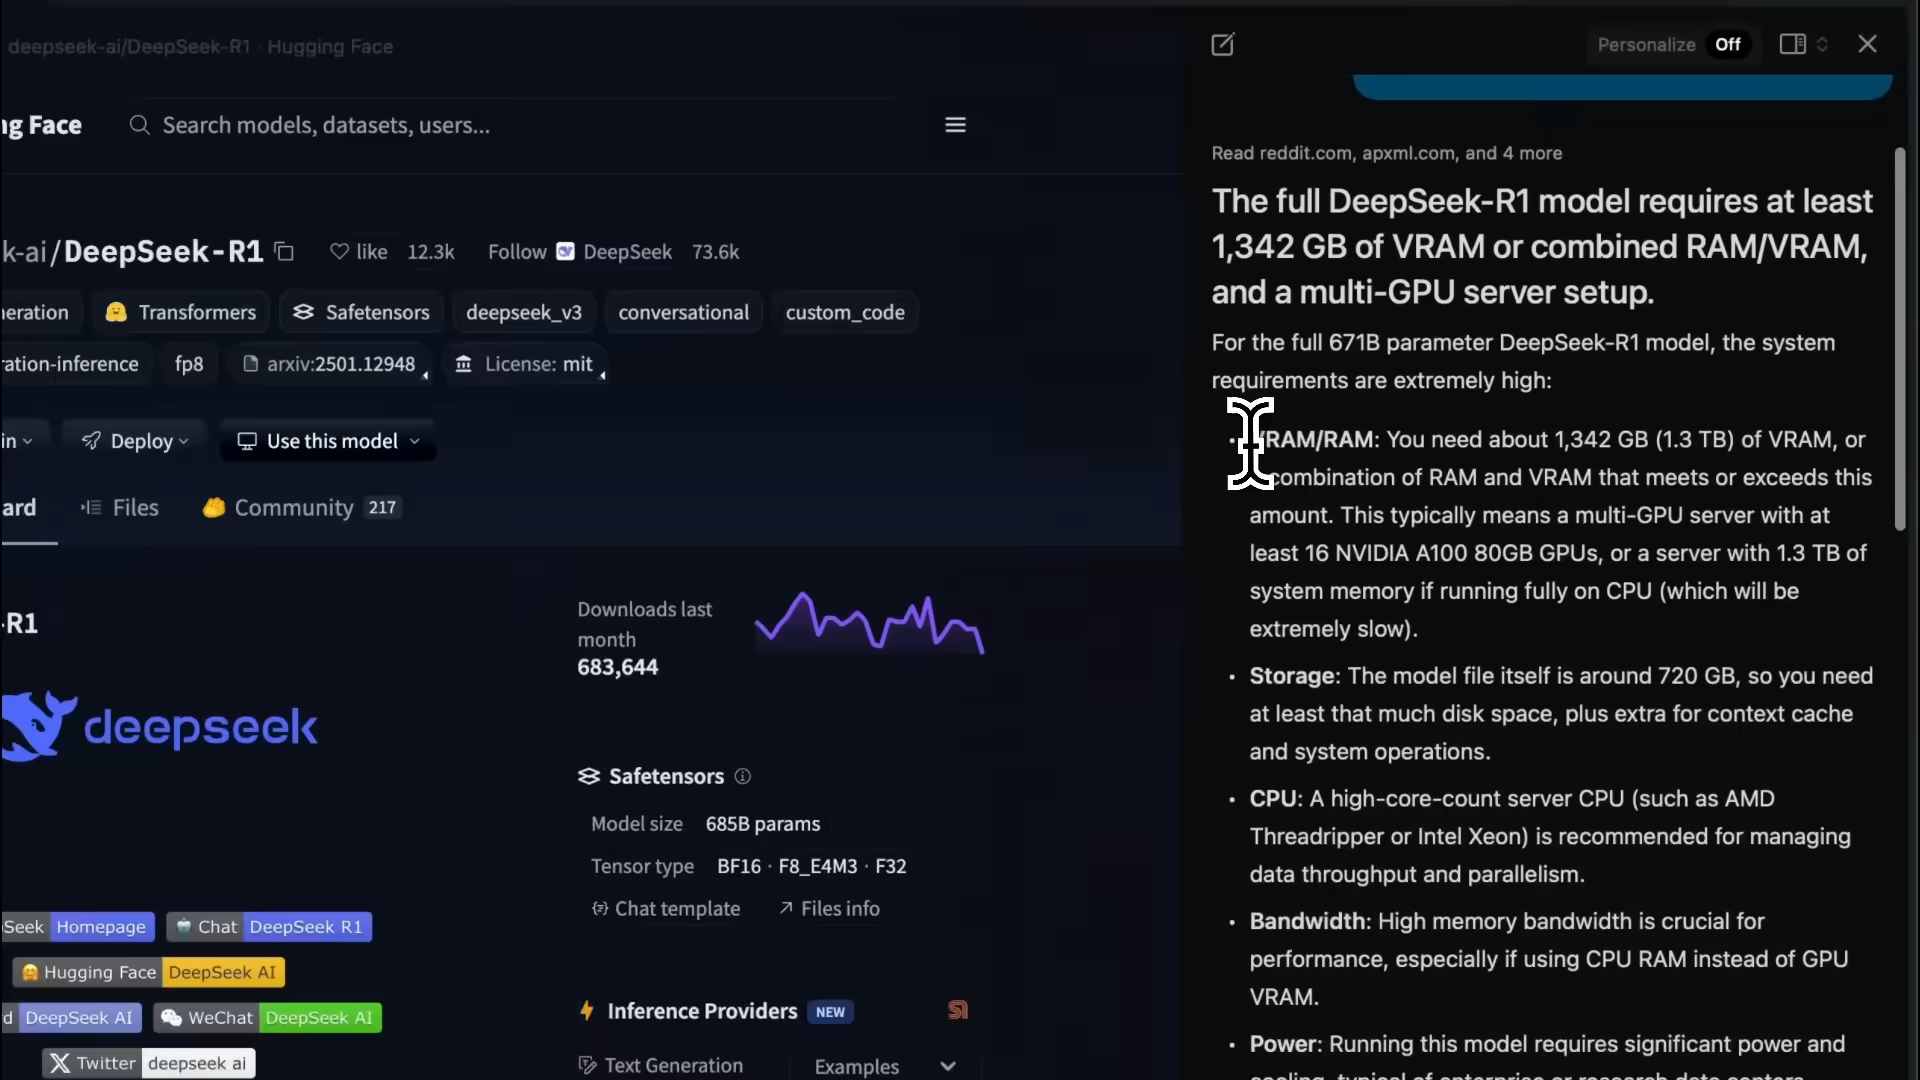 deepseek-ai/DeepSeek-R1 · Hugging Face
ng Face
Search models, datasets, users...
k-ai/DeepSeek-R1
like 12.3k
Follow DeepSeek 73.6k
eration
Transformers
Safetensors
deepseek_v3
conversational
custom_code
ration-inference
fp8
arxiv:2501.12948
License: mit
in
Deploy
Use this model
ard
Files
Community 217
-R1
deepseek
Downloads last
month
683,644
Safetensors
Model size 685B params
Tensor type BF16 · F8_E4M3 · F32
Chat template
Files info
Seek Homepage
Chat DeepSeek R1
Hugging Face DeepSeek AI
d DeepSeek AI
WeChat DeepSeek AI
Twitter deepseek ai
Inference Providers NEW
Text Generation
Examples
Personalize Off
Read reddit.com, apxml.com, and 4 more
The full DeepSeek-R1 model requires at least
1,342 GB of VRAM or combined RAM/VRAM,
and a multi-GPU server setup.
For the full 671B parameter DeepSeek-R1 model, the system
requirements are extremely high:
• VRAM/RAM: You need about 1,342 GB (1.3 TB) of VRAM, or
combination of RAM and VRAM that meets or exceeds this
amount. This typically means a multi-GPU server with at
least 16 NVIDIA A100 80GB GPUs, or a server with 1.3 TB of
system memory if running fully on CPU (which will be
extremely slow).
• Storage: The model file itself is around 720 GB, so you need
at least that much disk space, plus extra for context cache
and system operations.
• CPU: A high-core-count server CPU (such as AMD
Threadripper or Intel Xeon) is recommended for managing
data throughput and parallelism.
• Bandwidth: High memory bandwidth is crucial for
performance, especially if using CPU RAM instead of GPU
VRAM.
• Power: Running this model requires significant power and
cooling, typical of enterprise or research data centers